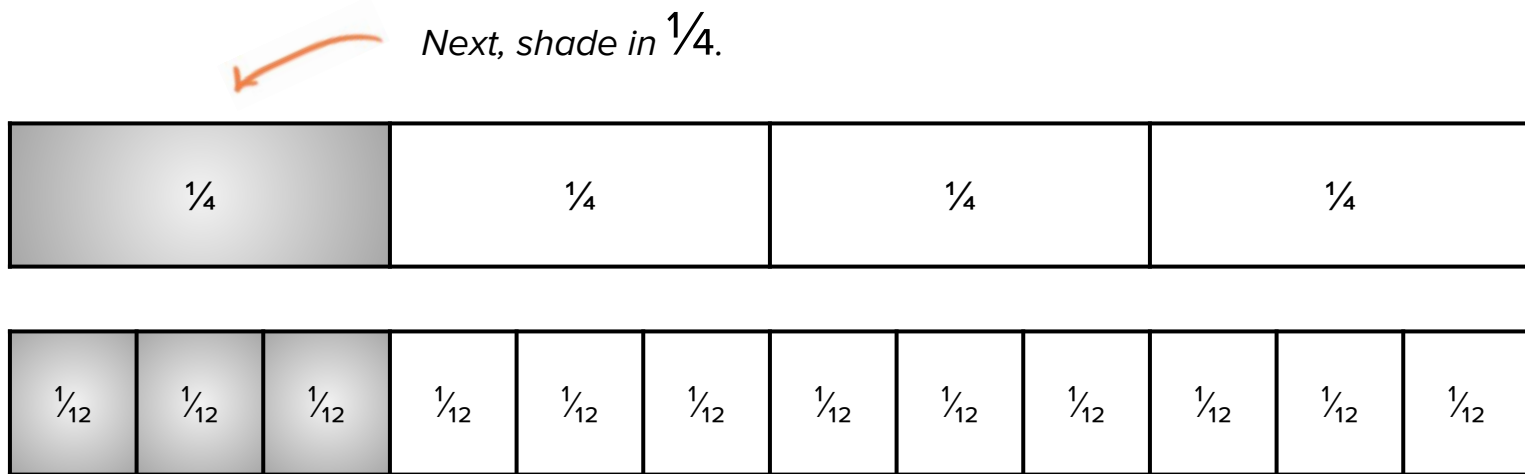 Next, shade in ¼.
¼ ¼ ¼ ¼
¹⁄₁₂ ¹⁄₁₂ ¹⁄₁₂ ¹⁄₁₂ ¹⁄₁₂ ¹⁄₁₂ ¹⁄₁₂ ¹⁄₁₂ ¹⁄₁₂ ¹⁄₁₂ ¹⁄₁₂ ¹⁄₁₂